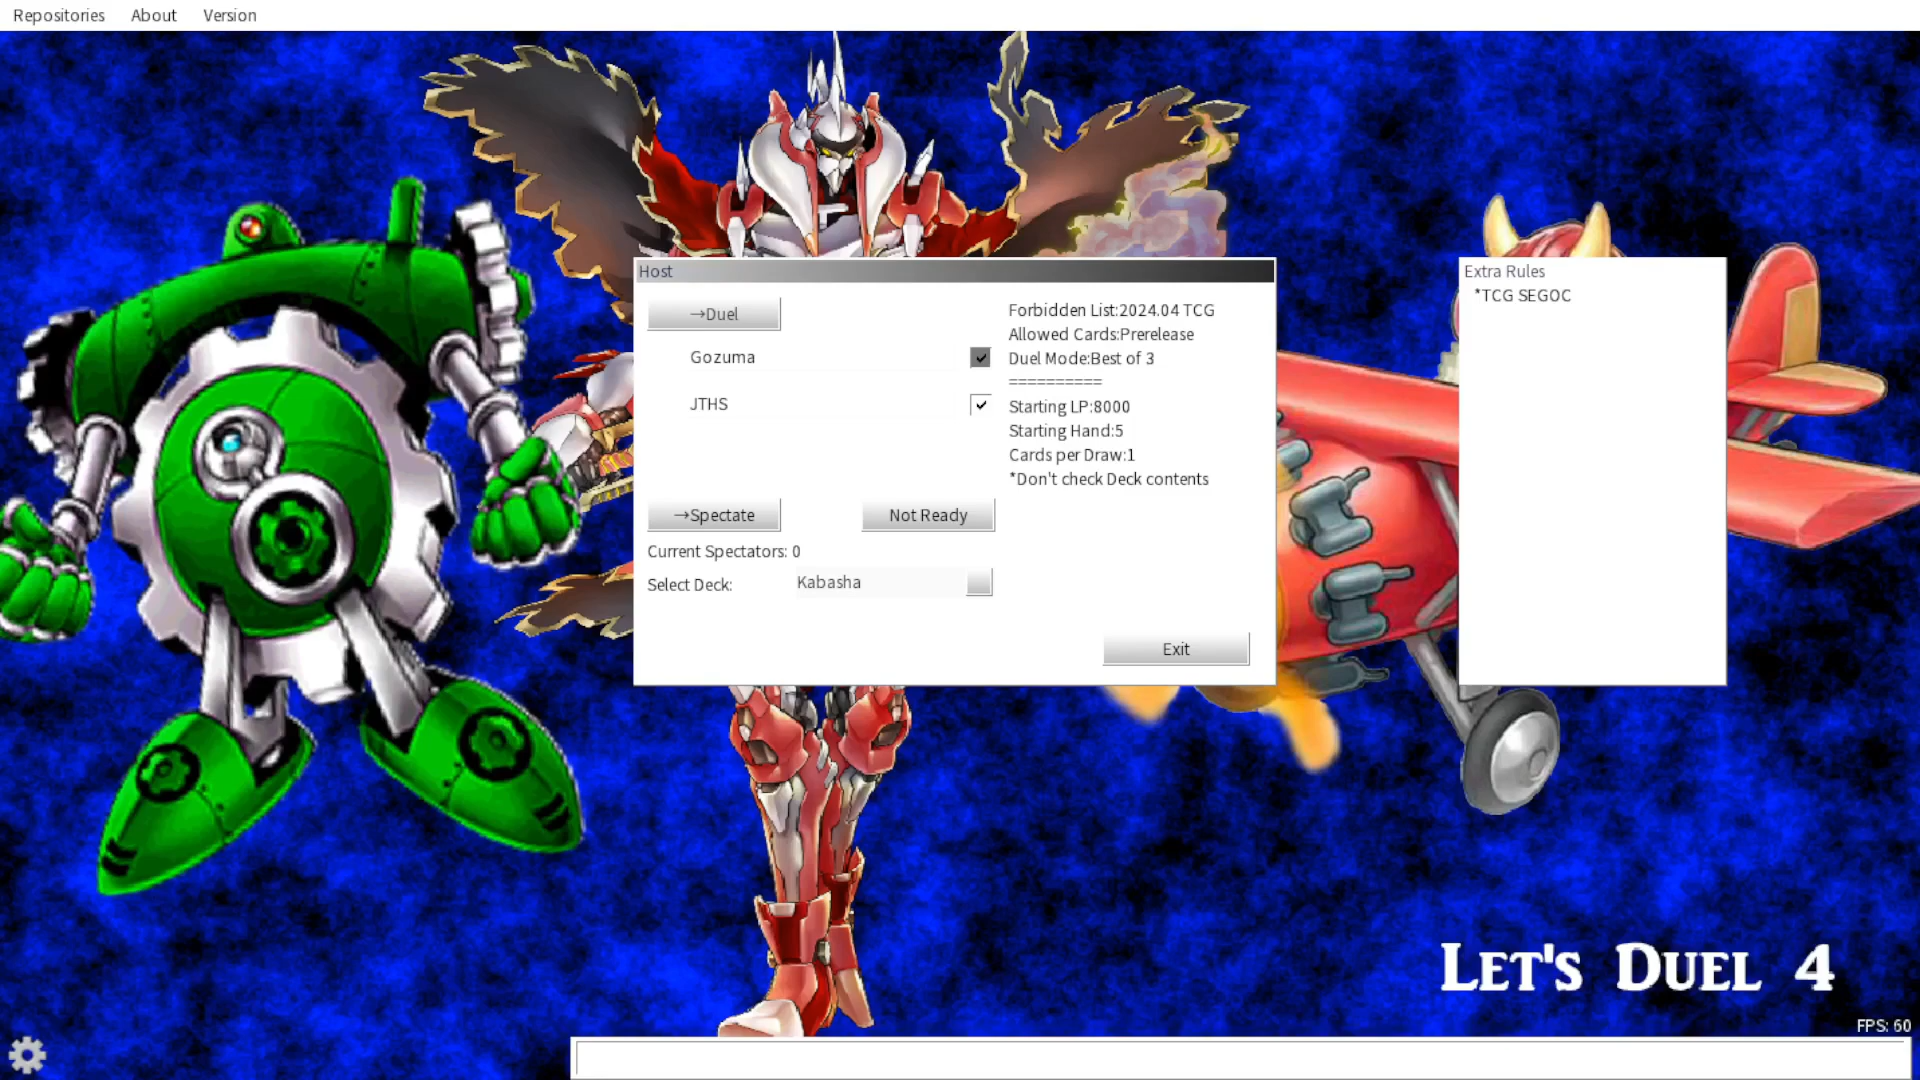 Repositories About Version
Host
→Duel
Gozuma
JTHS
→Spectate Not Ready
Current Spectators: 0
Select Deck: Kabasha
Forbidden List:2024.04 TCG
Allowed Cards:Prerelease
Duel Mode:Best of 3
==========
Starting LP:8000
Starting Hand:5
Cards per Draw:1
*Don't check Deck contents
Exit
Extra Rules
*TCG SEGOC
LET'S DUEL 4
FPS: 60